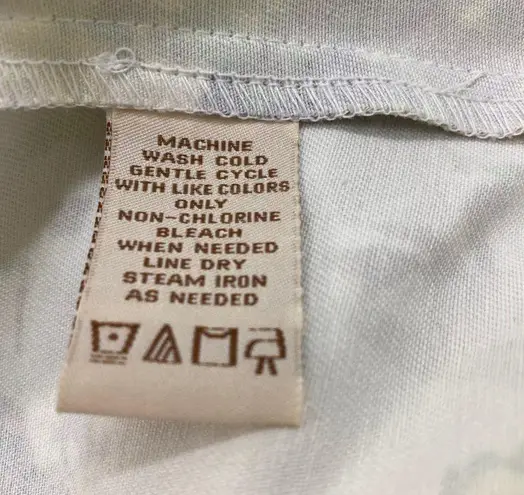 MACHINE
WASH COLD
GENTLE CYCLE
WITH LIKE COLORS
ONLY
NON-CHLORINE
BLEACH
WHEN NEEDED
LINE DRY
STEAM IRON
AS NEEDED